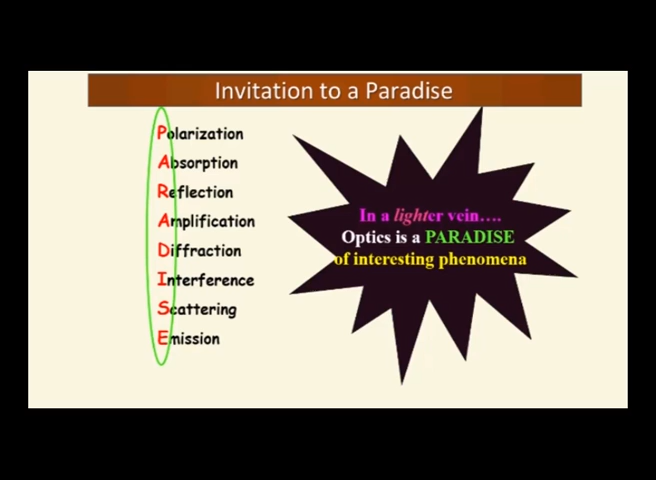 Invitation to a Paradise
Polarization
Absorption
Reflection
Amplification
Diffraction
Interference
Scattering
Emission
In a lighter vein....
Optics is a PARADISE
of interesting phenomena